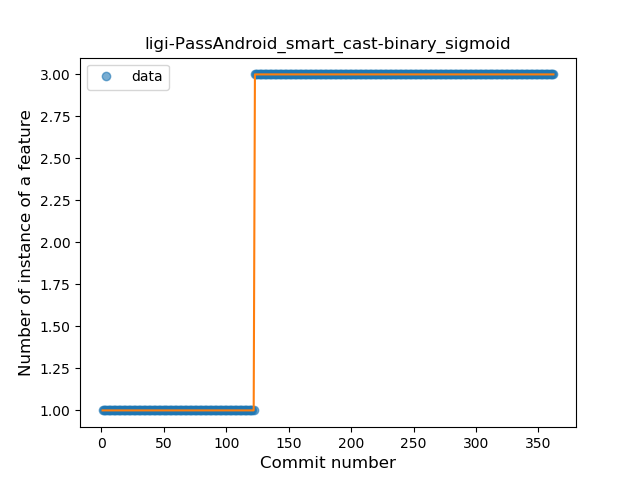 ligi-PassAndroid_smart_cast-binary_sigmoid
data
3.00
2.75
2.50
2.25
2.00
1.75
1.50
1.25
1.00
Number of instance of a feature
0 50 100 150 200 250 300 350
Commit number